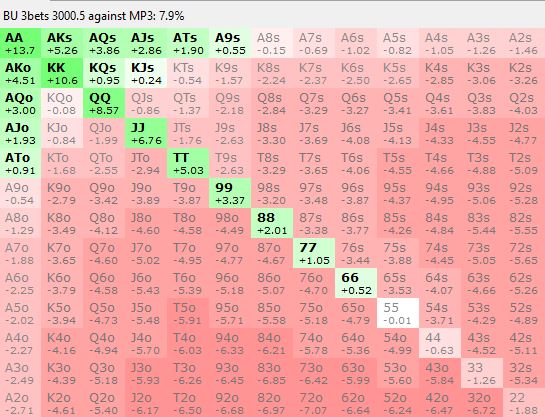 BU 3bets 3000.5 against MP3: 7.9%
AA AKs AQs AJs ATs A9s A8s A7s A6s A5s A4s A3s A2s
+13.7 +5.26 +3.86 +2.86 +1.90 +0.55 -0.15 -0.69 -1.02 -0.82 -1.05 -1.26 -1.46
AKo KK KQs KJs KTs K9s K8s K7s K6s K5s K4s K3s K2s
+4.51 +10.6 +0.95 +0.24 -0.54 -1.57 -2.24 -2.37 -2.50 -2.65 -2.85 -3.06 -3.26
AQo KQo QQ QJs QTs Q9s Q8s Q7s Q6s Q5s Q4s Q3s Q2s
+3.00 -0.08 +8.57 -0.86 -1.37 -2.18 -2.84 -3.29 -3.27 -3.41 -3.61 -3.83 -4.03
AJo KJo QJo JJ JTs J9s J8s J7s J6s J5s J4s J3s J2s
+1.93 -0.84 -1.99 +6.76 -1.76 -2.63 -3.30 -3.69 -4.08 -4.13 -4.33 -4.55 -4.77
ATo KTo QTo JTo TT T9s T8s T7s T6s T5s T4s T3s T2s
+0.91 -1.68 -2.55 -2.94 +5.03 -2.63 -3.29 -3.65 -4.06 -4.55 -4.66 -4.88 -5.09
A9o K9o Q9o J9o T9o 99 98s 97s 96s 95s 94s 93s 92s
-0.54 -2.79 -3.42 -3.89 -3.87 +3.37 -3.20 -3.48 -3.87 -4.37 -4.95 -5.06 -5.28
A8o K8o Q8o J8o T8o 98o 88 87s 86s 85s 84s 83s 82s
-1.29 -3.49 -4.12 -4.60 -4.58 -4.49 +2.01 -3.38 -3.77 -4.26 -4.84 -5.44 -5.55
A7o K7o Q7o J7o T7o 97o 87o 77 76s 75s 74s 73s 72s
-1.88 -3.65 -4.60 -5.02 -4.95 -4.77 -4.67 +1.05 -3.44 -3.88 -4.45 -5.05 -5.65
A6o K6o Q6o J6o T6o 96o 86o 76o 66 65s 64s 63s 62s
-2.25 -3.79 -4.58 -5.43 -5.39 -5.18 -5.07 -4.70 +0.52 -3.53 -4.07 -4.66 -5.26
A5o K5o Q5o J5o T5o 95o 85o 75o 65o 55 54s 53s 52s
-2.02 -3.94 -4.73 -5.48 -5.91 -5.71 -5.58 -5.18 -4.79 -0.01 -3.71 -4.29 -4.89
A4o K4o Q4o J4o T4o 94o 84o 74o 64o 54o 44 43s 42s
-2.27 -4.16 -4.94 -5.70 -6.03 -6.33 -6.21 -5.78 -5.36 -4.99 -0.63 -4.52 -5.11
A3o K3o Q3o J3o T3o 93o 83o 73o 63o 53o 43o 33 32s
-2.49 -4.39 -5.18 -5.93 -6.26 -6.45 -6.85 -6.42 -5.99 -5.60 -5.84 -1.26 -5.34
A2o K2o Q2o J2o T2o 92o 82o 72o 62o 52o 42o 32o 22
-2.71 -4.61 -5.40 -6.17 -6.50 -6.68 -6.97 -7.07 -6.64 -6.24 -6.47 -6.72 -1.88